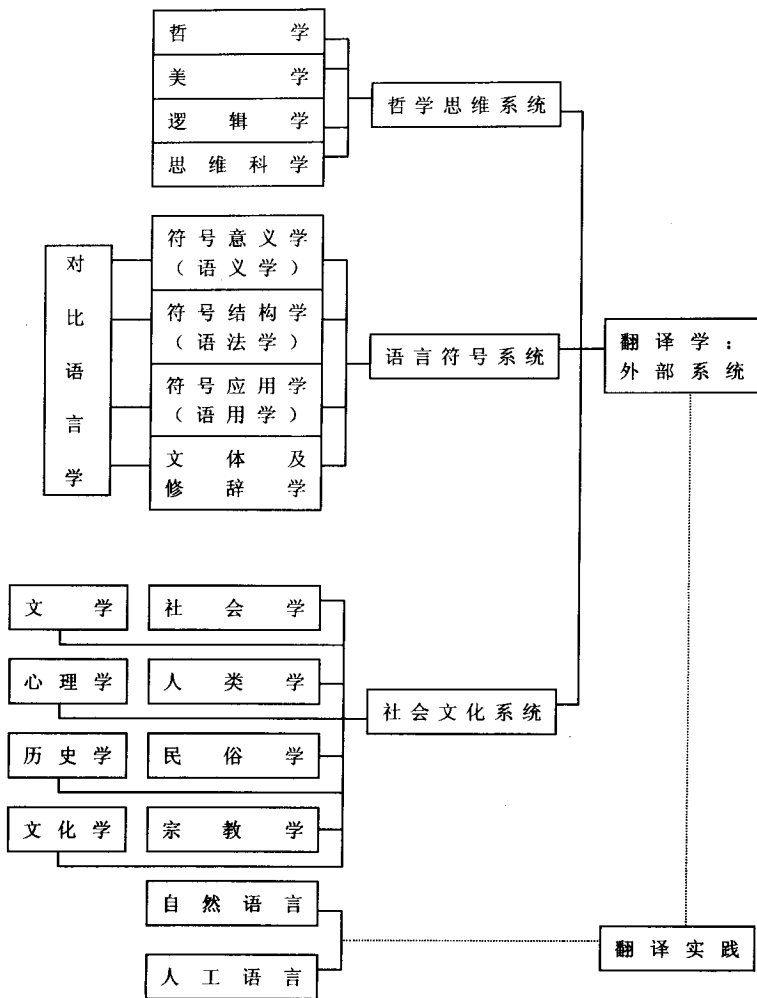 哲学
美学
逻辑学
思维科学
哲学思维系统
对比语言学
符号意义学
（语义学）
符号结构学
（语法学）
符号应用学
（语用学）
文体及
修辞学
语言符号系统
翻译学：
外部系统
文学
社会学
心理学
人类学
社会文化系统
历史学
民俗学
文化学
宗教学
自然语言
人工语言
翻译实践